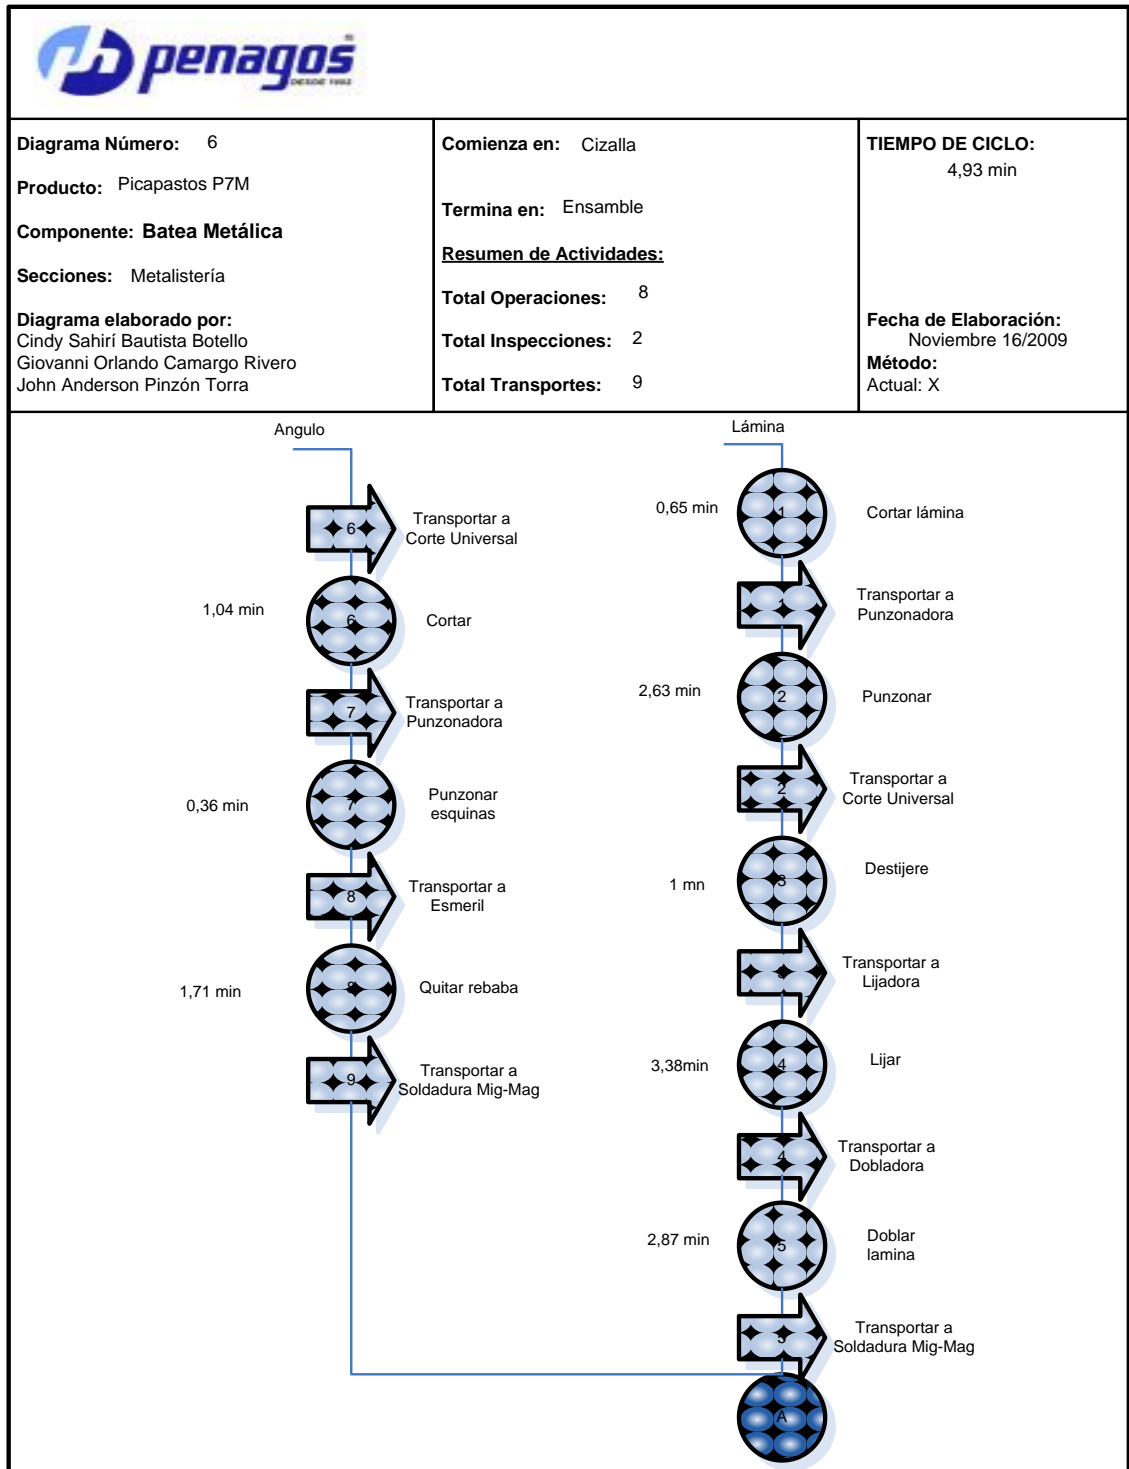 penagos
DESDE 1892
Diagrama Número: 6
Producto: Picapastos P7M
Componente: Batea Metálica
Secciones: Metalistería
Diagrama elaborado por:
Cindy Sahirí Bautista Botello
Giovanni Orlando Camargo Rivero
John Anderson Pinzón Torra
Comienza en: Cizalla
Termina en: Ensamble
Resumen de Actividades:
Total Operaciones: 8
Total Inspecciones: 2
Total Transportes: 9
TIEMPO DE CICLO:
4,93 min
Fecha de Elaboración:
Noviembre 16/2009
Método:
Actual: X
Angulo
6
Transportar a
Corte Universal
1,04 min
6
Cortar
7
Transportar a
Punzonadora
0,36 min
7
Punzonar
esquinas
8
Transportar a
Esmeril
1,71 min
8
Quitar rebaba
9
Transportar a
Soldadura Mig-Mag
Lámina
0,65 min
1
Cortar lámina
1
Transportar a
Punzonadora
2,63 min
2
Punzonar
2
Transportar a
Corte Universal
1 mn
3
Destijere
3
Transportar a
Lijadora
3,38min
4
Lijar
4
Transportar a
Dobladora
2,87 min
5
Doblar
lamina
5
Transportar a
Soldadura Mig-Mag
A